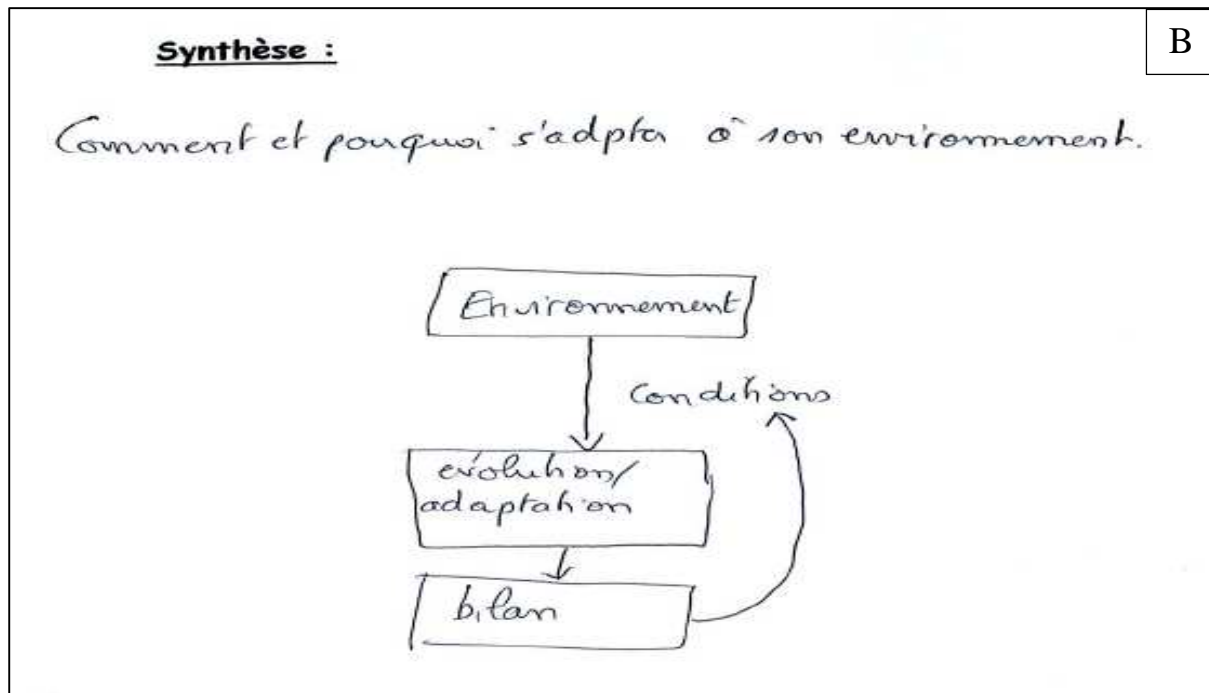 Synthèse :
B
Comment et pourquoi s'adpter à son environnement.
Environnement
Conditions
évolution/
adaptation
bilan